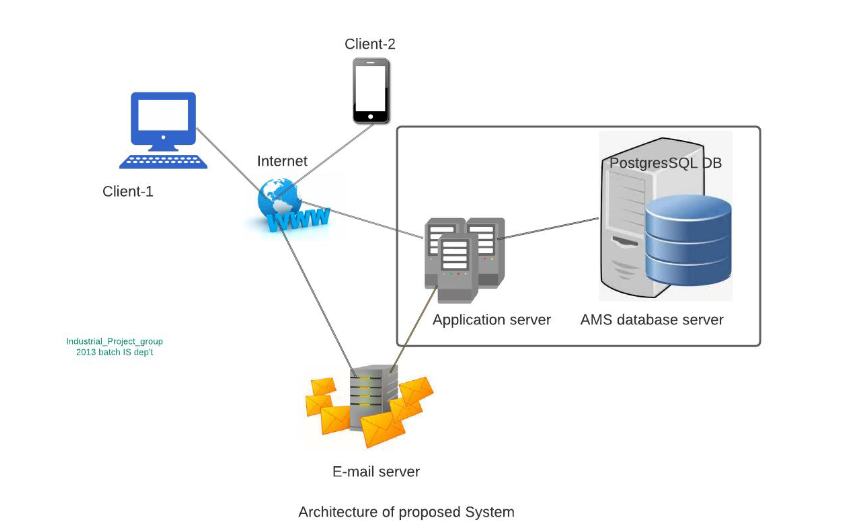 Client-2
Internet
PostgresSQL DB
Client-1
WWW
Application server
AMS database server
Industrial_Project_group
2013 batch IS dep't
E-mail server
Architecture of proposed System